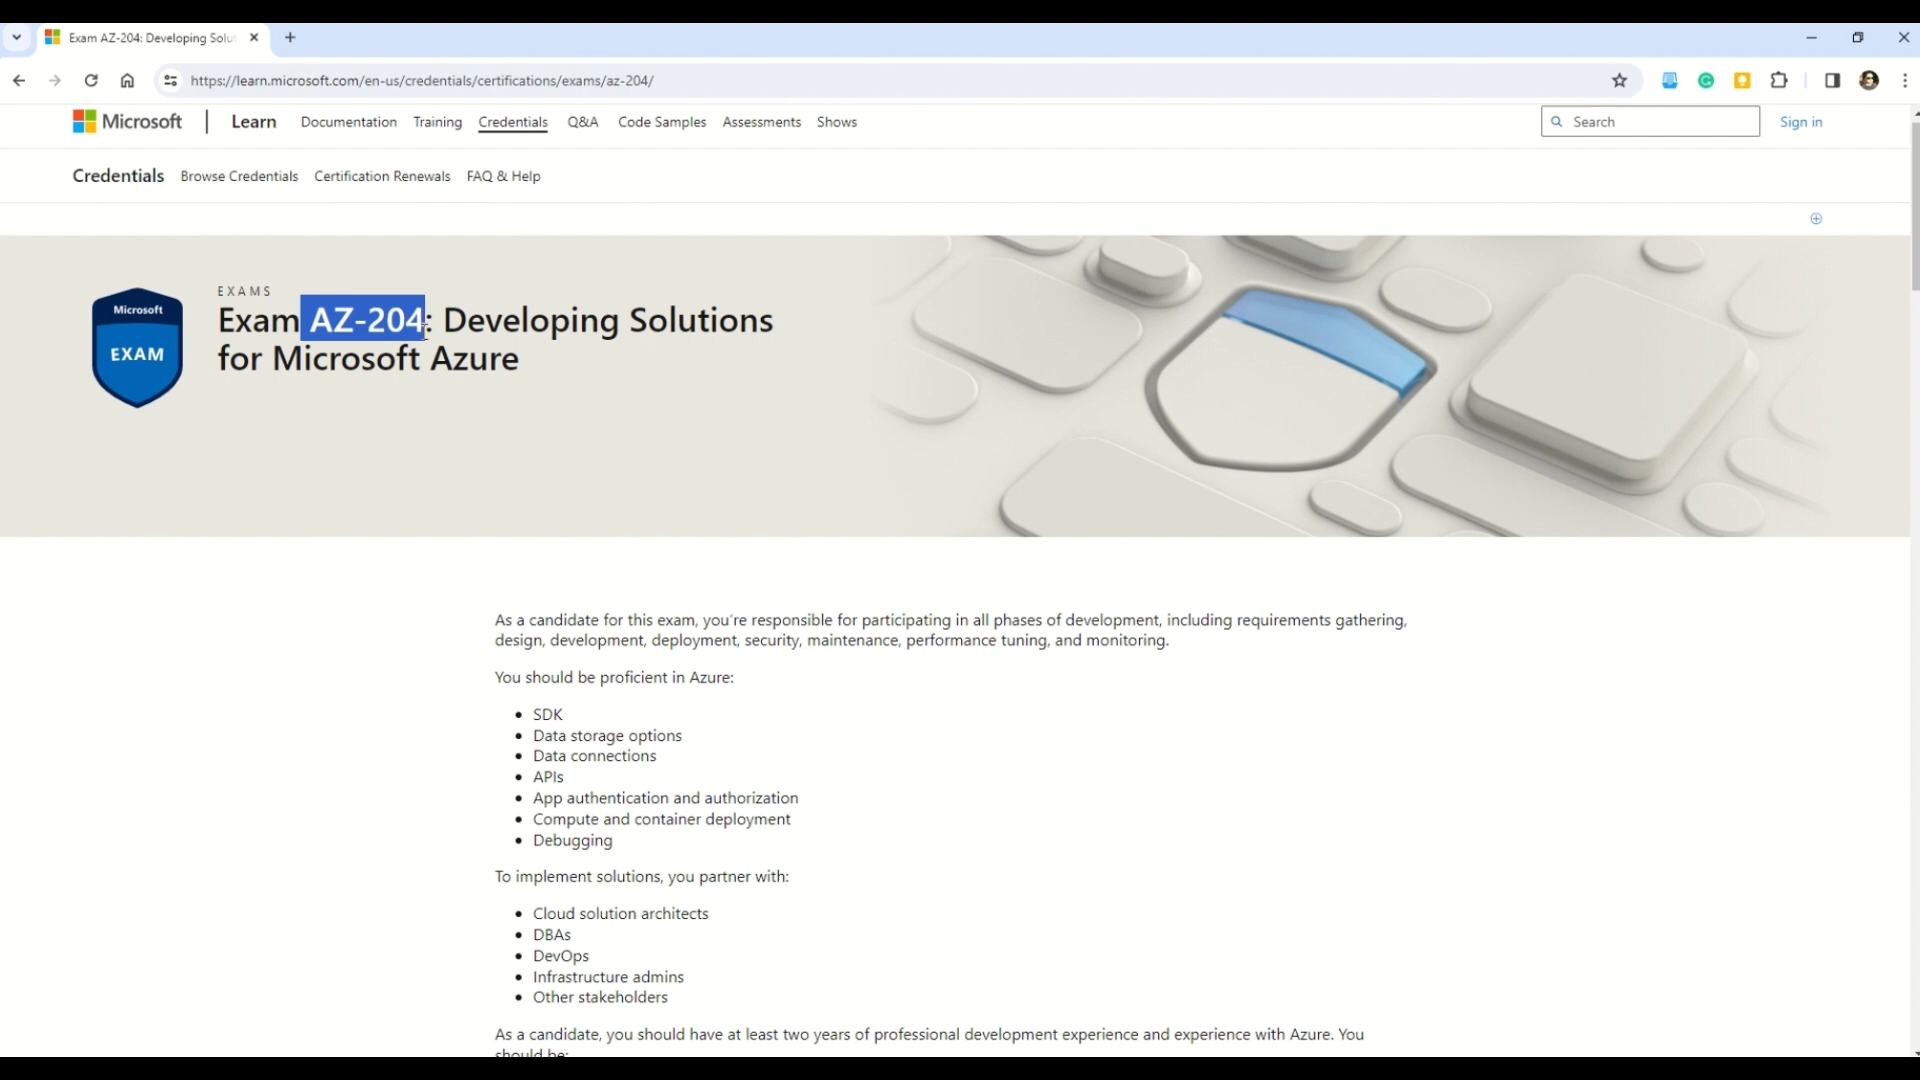 Exam AZ-204: Developing Solu
https://learn.microsoft.com/en-us/credentials/certifications/exams/az-204/
Microsoft Learn Documentation Training Credentials Q&A Code Samples Assessments Shows Search Sign in
Credentials Browse Credentials Certification Renewals FAQ & Help
Microsoft
EXAM
EXAMS
Exam AZ-204: Developing Solutions
for Microsoft Azure
As a candidate for this exam, you're responsible for participating in all phases of development, including requirements gathering,
design, development, deployment, security, maintenance, performance tuning, and monitoring.
You should be proficient in Azure:
• SDK
• Data storage options
• Data connections
• APIs
• App authentication and authorization
• Compute and container deployment
• Debugging
To implement solutions, you partner with:
• Cloud solution architects
• DBAs
• DevOps
• Infrastructure admins
• Other stakeholders
As a candidate, you should have at least two years of professional development experience and experience with Azure. You
should be: